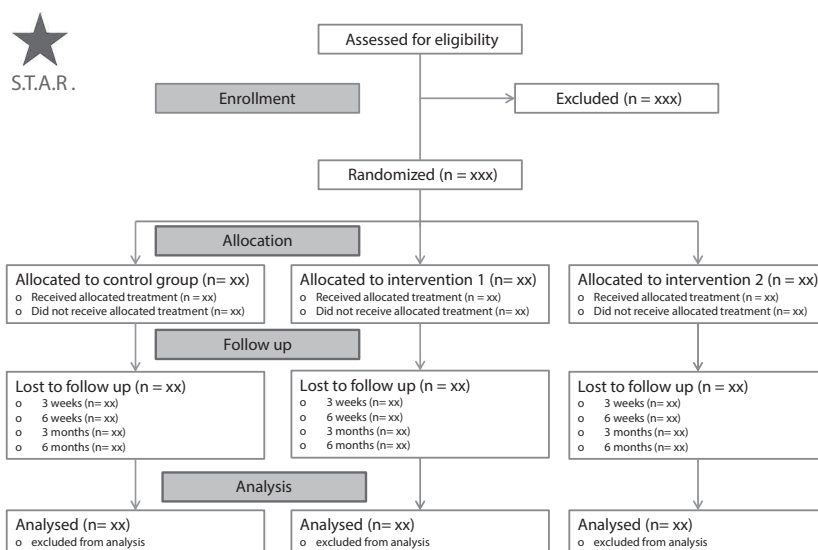 S.T.A.R .
Assessed for eligibility
Enrollment
Excluded (n = xxx)
Randomized (n = xxx)
Allocation
Allocated to control group (n= xx)
o Received allocated treatment (n = xx)
o Did not receive allocated treatment (n= xx)
Allocated to intervention 1 (n= xx)
o Received allocated treatment (n = xx)
o Did not receive allocated treatment (n= xx)
Allocated to intervention 2 (n= xx)
o Received allocated treatment (n = xx)
o Did not receive allocated treatment (n= xx)
Follow up
Lost to follow up (n = xx)
o 3 weeks (n= xx)
o 6 weeks (n= xx)
o 3 months (n= xx)
o 6 months (n= xx)
Lost to follow up (n = xx)
o 3 weeks (n= xx)
o 6 weeks (n= xx)
o 3 months (n= xx)
o 6 months (n= xx)
Lost to follow up (n = xx)
o 3 weeks (n= xx)
o 6 weeks (n= xx)
o 3 months (n= xx)
o 6 months (n= xx)
Analysis
Analysed (n= xx)
o excluded from analysis
Analysed (n= xx)
o excluded from analysis
Analysed (n= xx)
o excluded from analysis